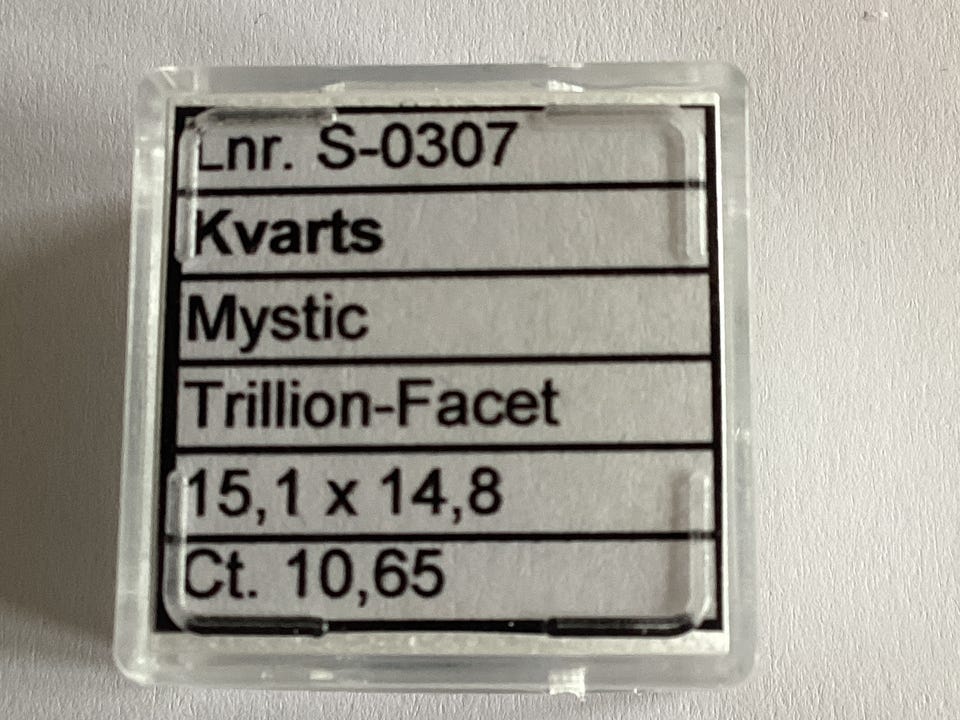 Lnr. S-0307
Kvarts
Mystic
Trillion-Facet
15,1 x 14,8
Ct. 10,65